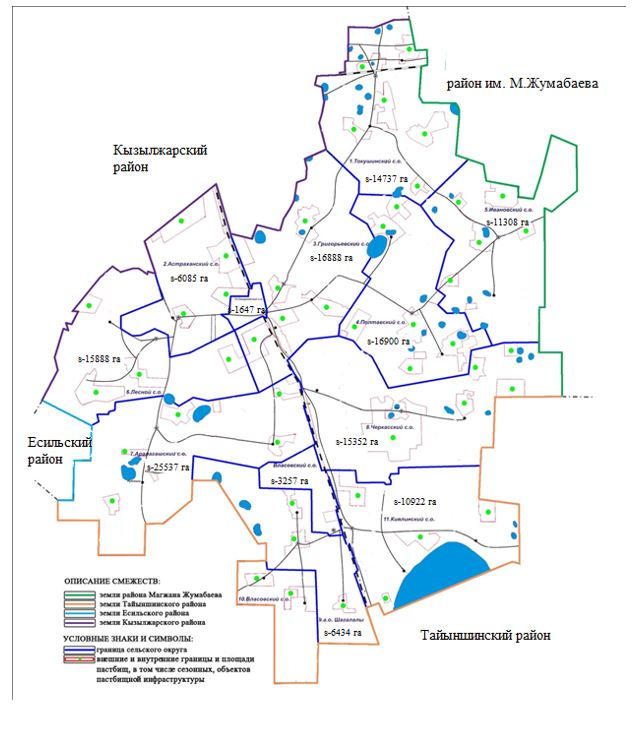 район им. М.Жумабаева
Кызылжарский
район
1.Токушинский с.о.
s-14737 га
5.Ивановский с.о.
s-11308 га
3.Григорьевский с.о.
s-16888 га
2.Астраханский с.о.
s-6085 га
s-1647 га
4.Полтавский с.о.
s-16900 га
s-15888 га
6.Лесной с.о.
8.Черкасский с.о.
s-15352 га
Есильский
район
s-25537 га
Власовский с.о.
s-3257 га
s-10922 га
11.Киялинский с.о.
10.Власовский с.о.
9.а.о. Шагалалы
s-6434 га
Тайыншинский район
ОПИСАНИЕ СМЕЖЕСТВ:
земли района Магжана Жумабаева
земли Тайыншинского района
земли Есильского района
земли Кызылжарского района
УСЛОВНЫЕ ЗНАКИ И СИМВОЛЫ:
граница сельского округа
внешние и внутренние границы и площади
пастбищ, в том числе сезонных, объектов
пастбищной инфраструктуры